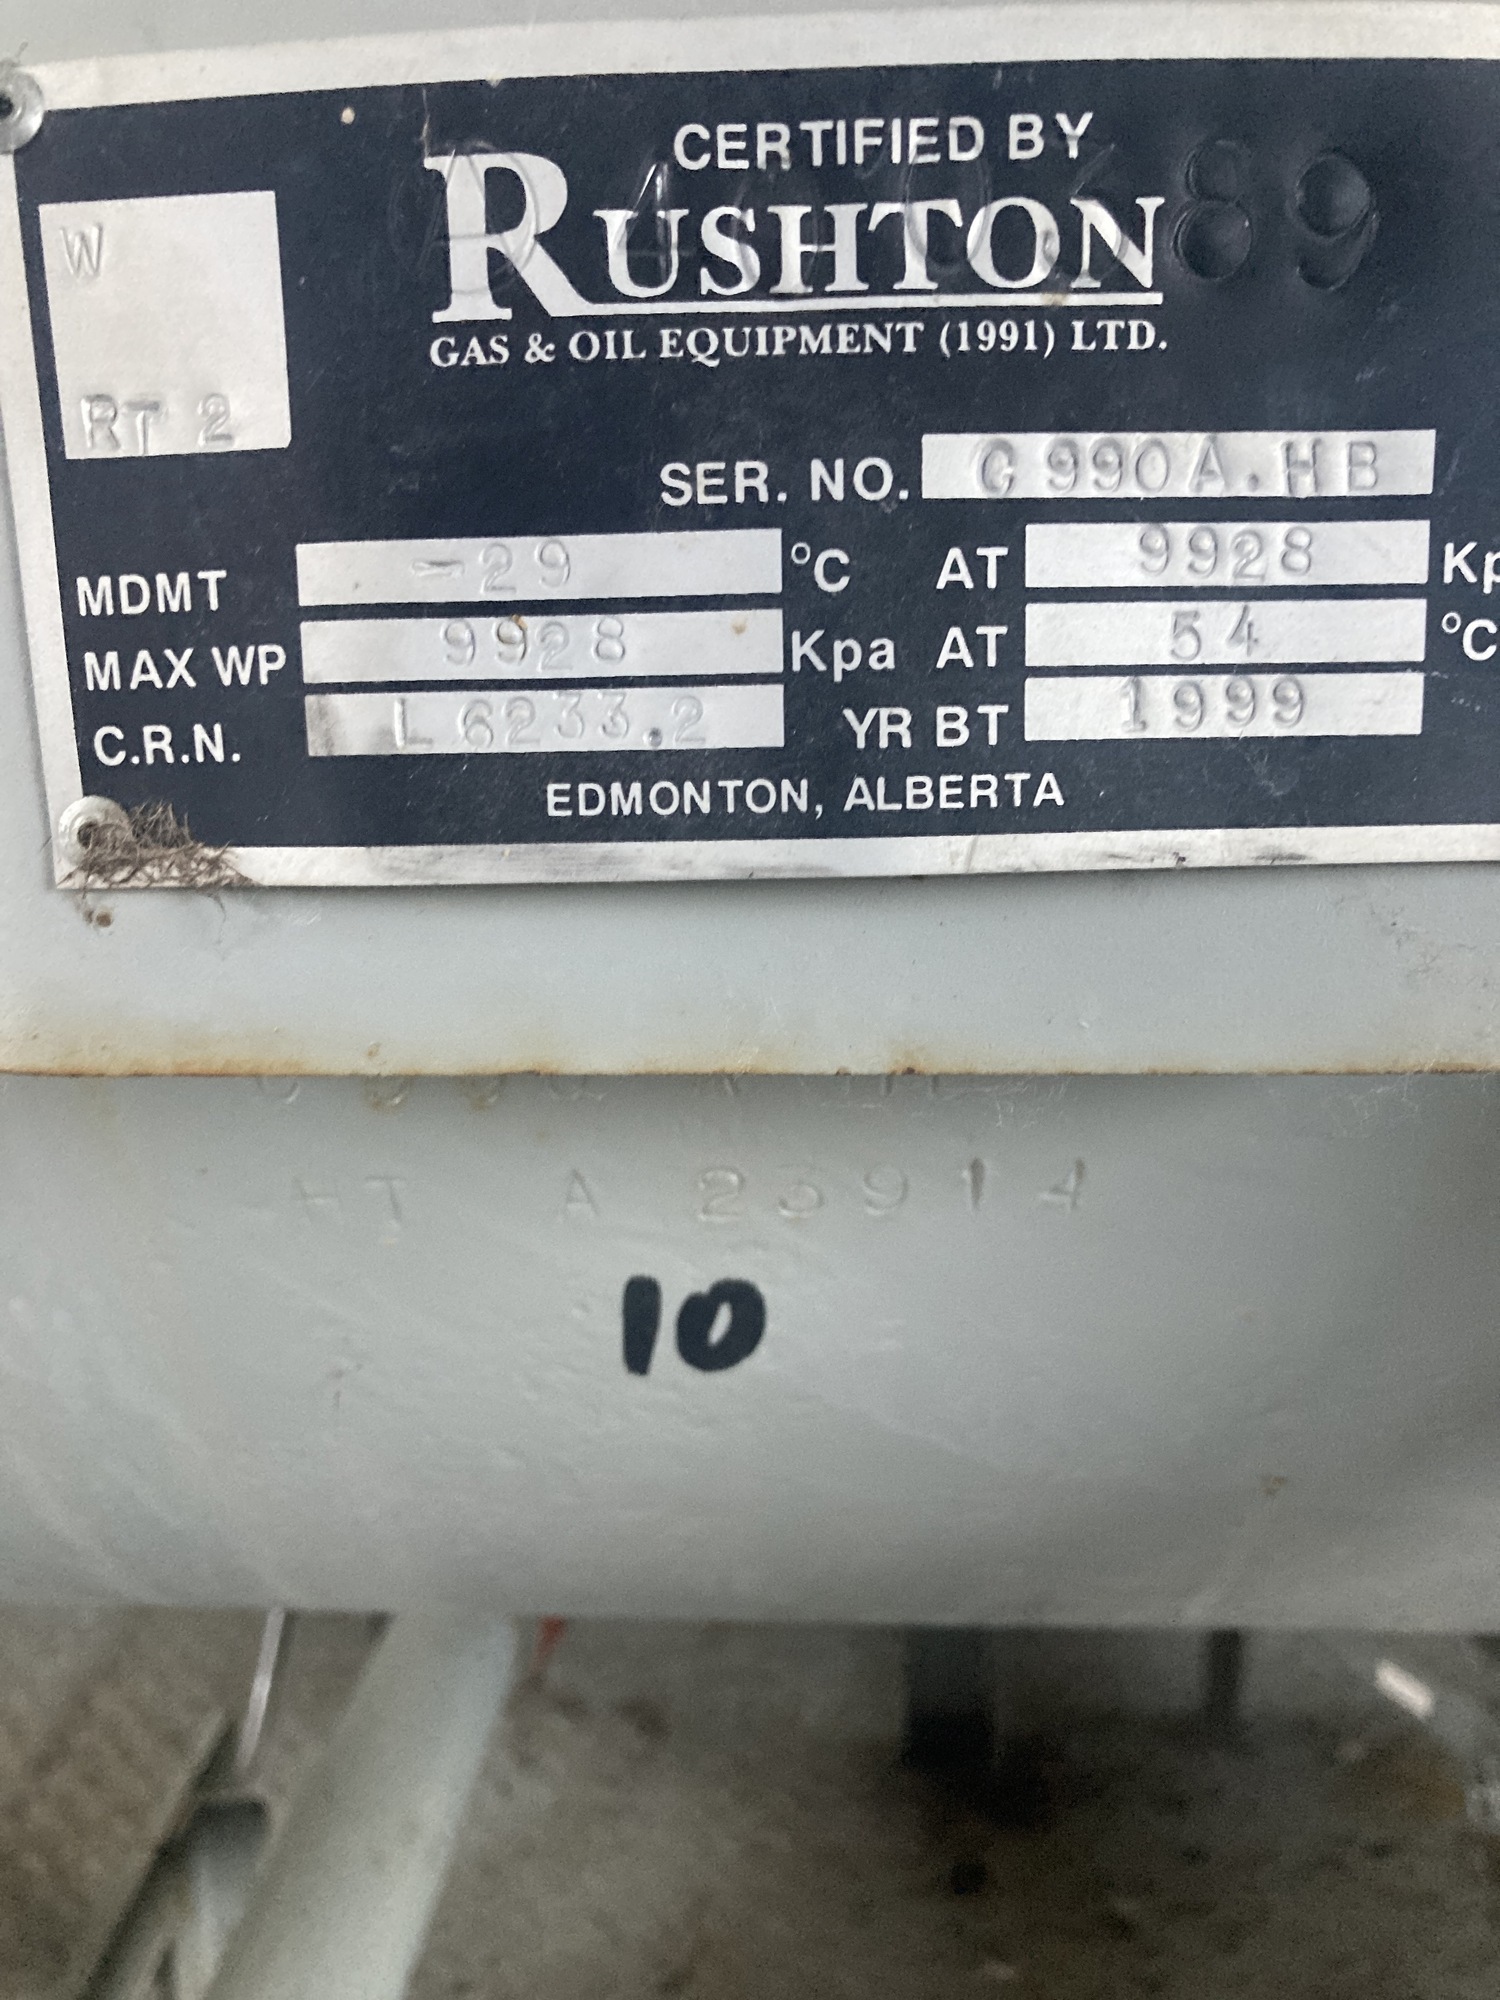 CERTIFIED BY
RUSHTON
GAS & OIL EQUIPMENT (1991) LTD.
W
RT 2
SER. NO. G 990A.HB
MDMT -29 °C AT 9928 Kp
MAX WP 9928 Kpa AT 54 °C
C.R.N. L 6233.2 YR BT 1999
EDMONTON, ALBERTA
HT A 23914
10